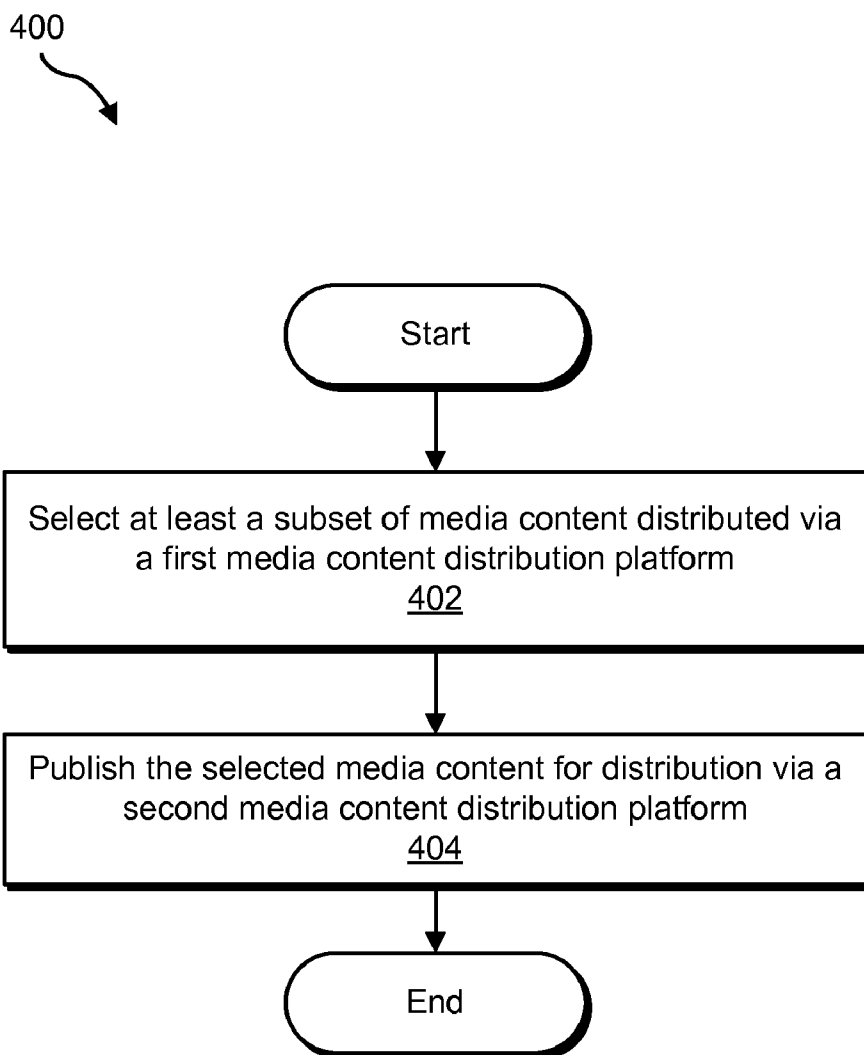 400
Start
Select at least a subset of media content distributed via
a first media content distribution platform
402
Publish the selected media content for distribution via a
second media content distribution platform
404
End